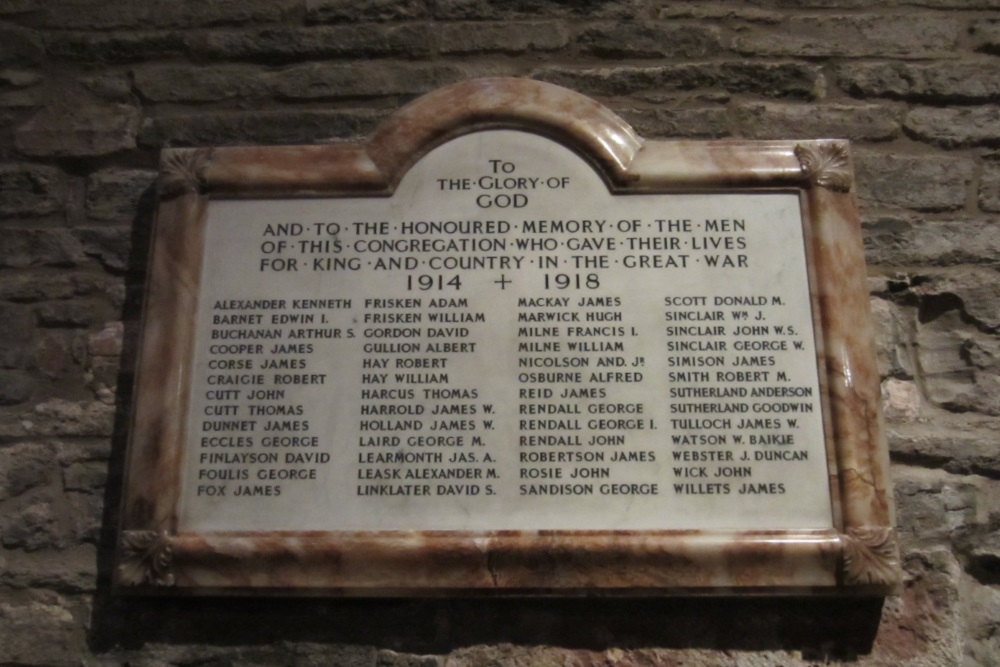 TO
THE·GLORY·OF
GOD
AND·TO·THE·HONOURED·MEMORY·OF·THE·MEN
OF·THIS·CONGREGATION·WHO·GAVE·THEIR·LIVES
FOR·KING·AND·COUNTRY·IN·THE·GREAT·WAR
1914 + 1918
ALEXANDER KENNETH
BARNET EDWIN I.
BUCHANAN ARTHUR S.
COOPER JAMES
CORSE JAMES
CRAIGIE ROBERT
CUTT JOHN
CUTT THOMAS
DUNNET JAMES
ECCLES GEORGE
FINLAYSON DAVID
FOULIS GEORGE
FOX JAMES
FRISKEN ADAM
FRISKEN WILLIAM
GORDON DAVID
GULLION ALBERT
HAY ROBERT
HAY WILLIAM
HARCUS THOMAS
HARROLD JAMES W.
HOLLAND JAMES W.
LAIRD GEORGE M.
LEARMONTH JAS. A.
LEASK ALEXANDER M.
LINKLATER DAVID S.
MACKAY JAMES
MARWICK HUGH
MILNE FRANCIS I.
MILNE WILLIAM
NICOLSON AND. JR
OSBURNE ALFRED
REID JAMES
RENDALL GEORGE
RENDALL GEORGE I.
RENDALL JOHN
ROBERTSON JAMES
ROSIE JOHN
SANDISON GEORGE
SCOTT DONALD M.
SINCLAIR WM J.
SINCLAIR JOHN W.S.
SINCLAIR GEORGE W.
SIMISON JAMES
SMITH ROBERT M.
SUTHERLAND ANDERSON
SUTHERLAND GOODWIN
TULLOCH JAMES W.
WATSON W. BAIKIE
WEBSTER J. DUNCAN
WICK JOHN
WILLETS JAMES